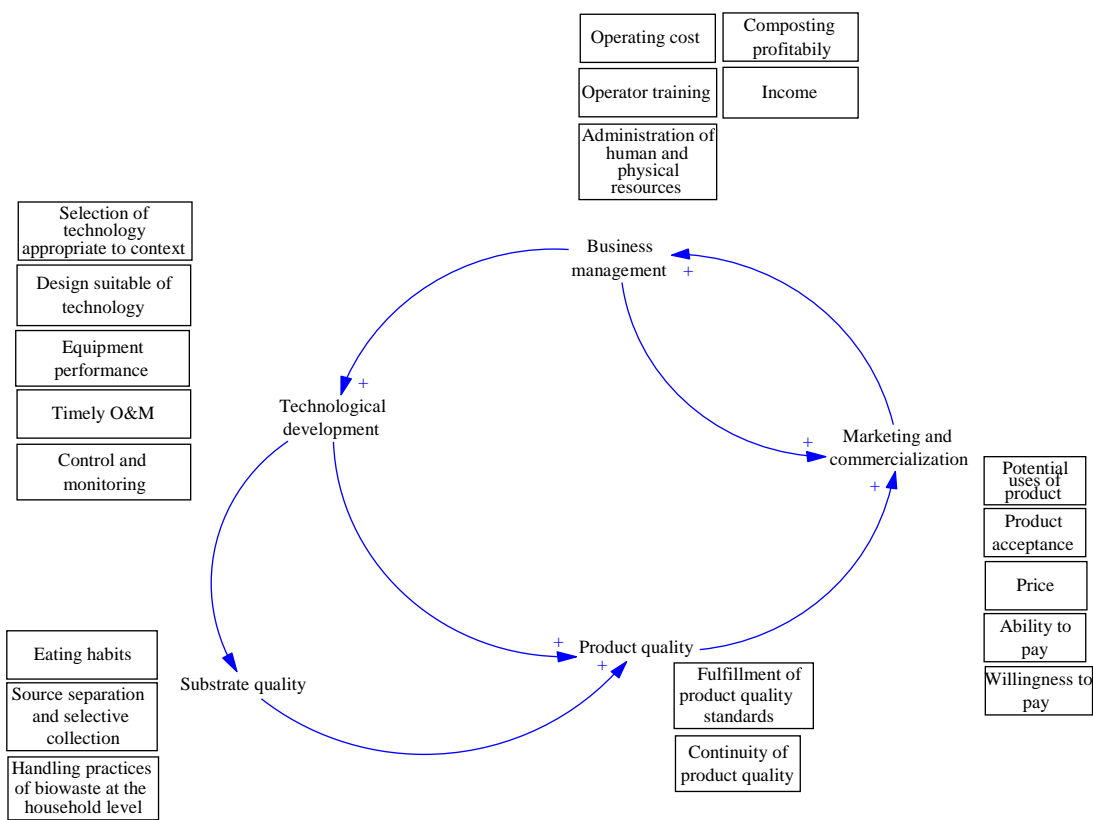 Operating cost
Composting
profitabily
Operator training
Income
Administration of
human and
physical
resources
Selection of
technology
appropriate to context
Design suitable of
technology
Equipment
performance
Timely O&M
Control and
monitoring
Business
management
+
+
Technological
development
+
Marketing and
commercialization
+
Potential
uses of
product
Product
acceptance
Price
Ability to
pay
Willingness to
pay
Eating habits
Source separation
and selective
collection
Handling practices
of biowaste at the
household level
Substrate quality
+
+
Product quality
Fulfillment of
product quality
standards
Continuity of
product quality